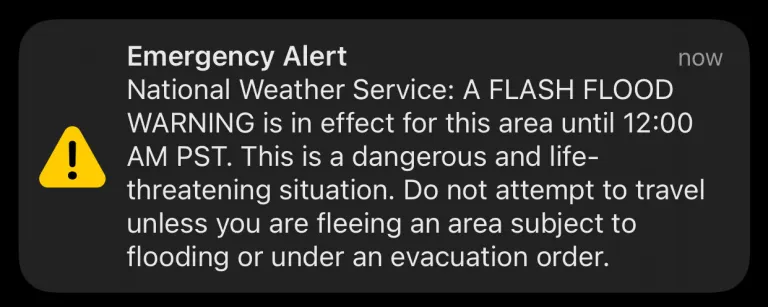 Emergency Alert now
National Weather Service: A FLASH FLOOD
WARNING is in effect for this area until 12:00
AM PST. This is a dangerous and life-
threatening situation. Do not attempt to travel
unless you are fleeing an area subject to
flooding or under an evacuation order.